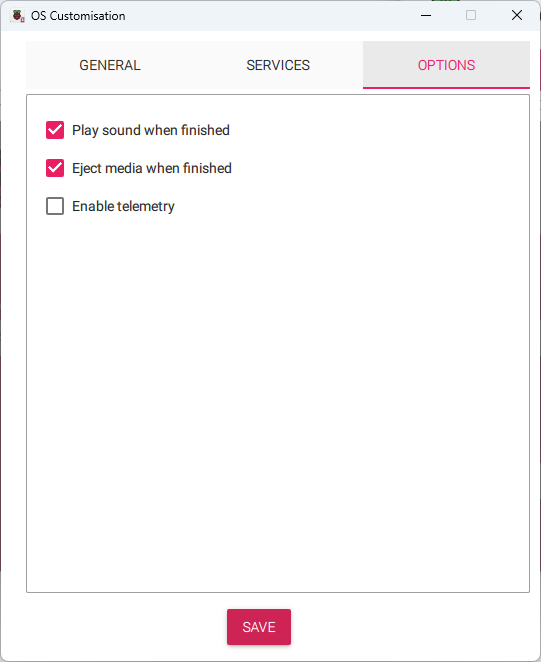 OS Customisation
GENERAL
SERVICES
OPTIONS
Play sound when finished
Eject media when finished
Enable telemetry
SAVE